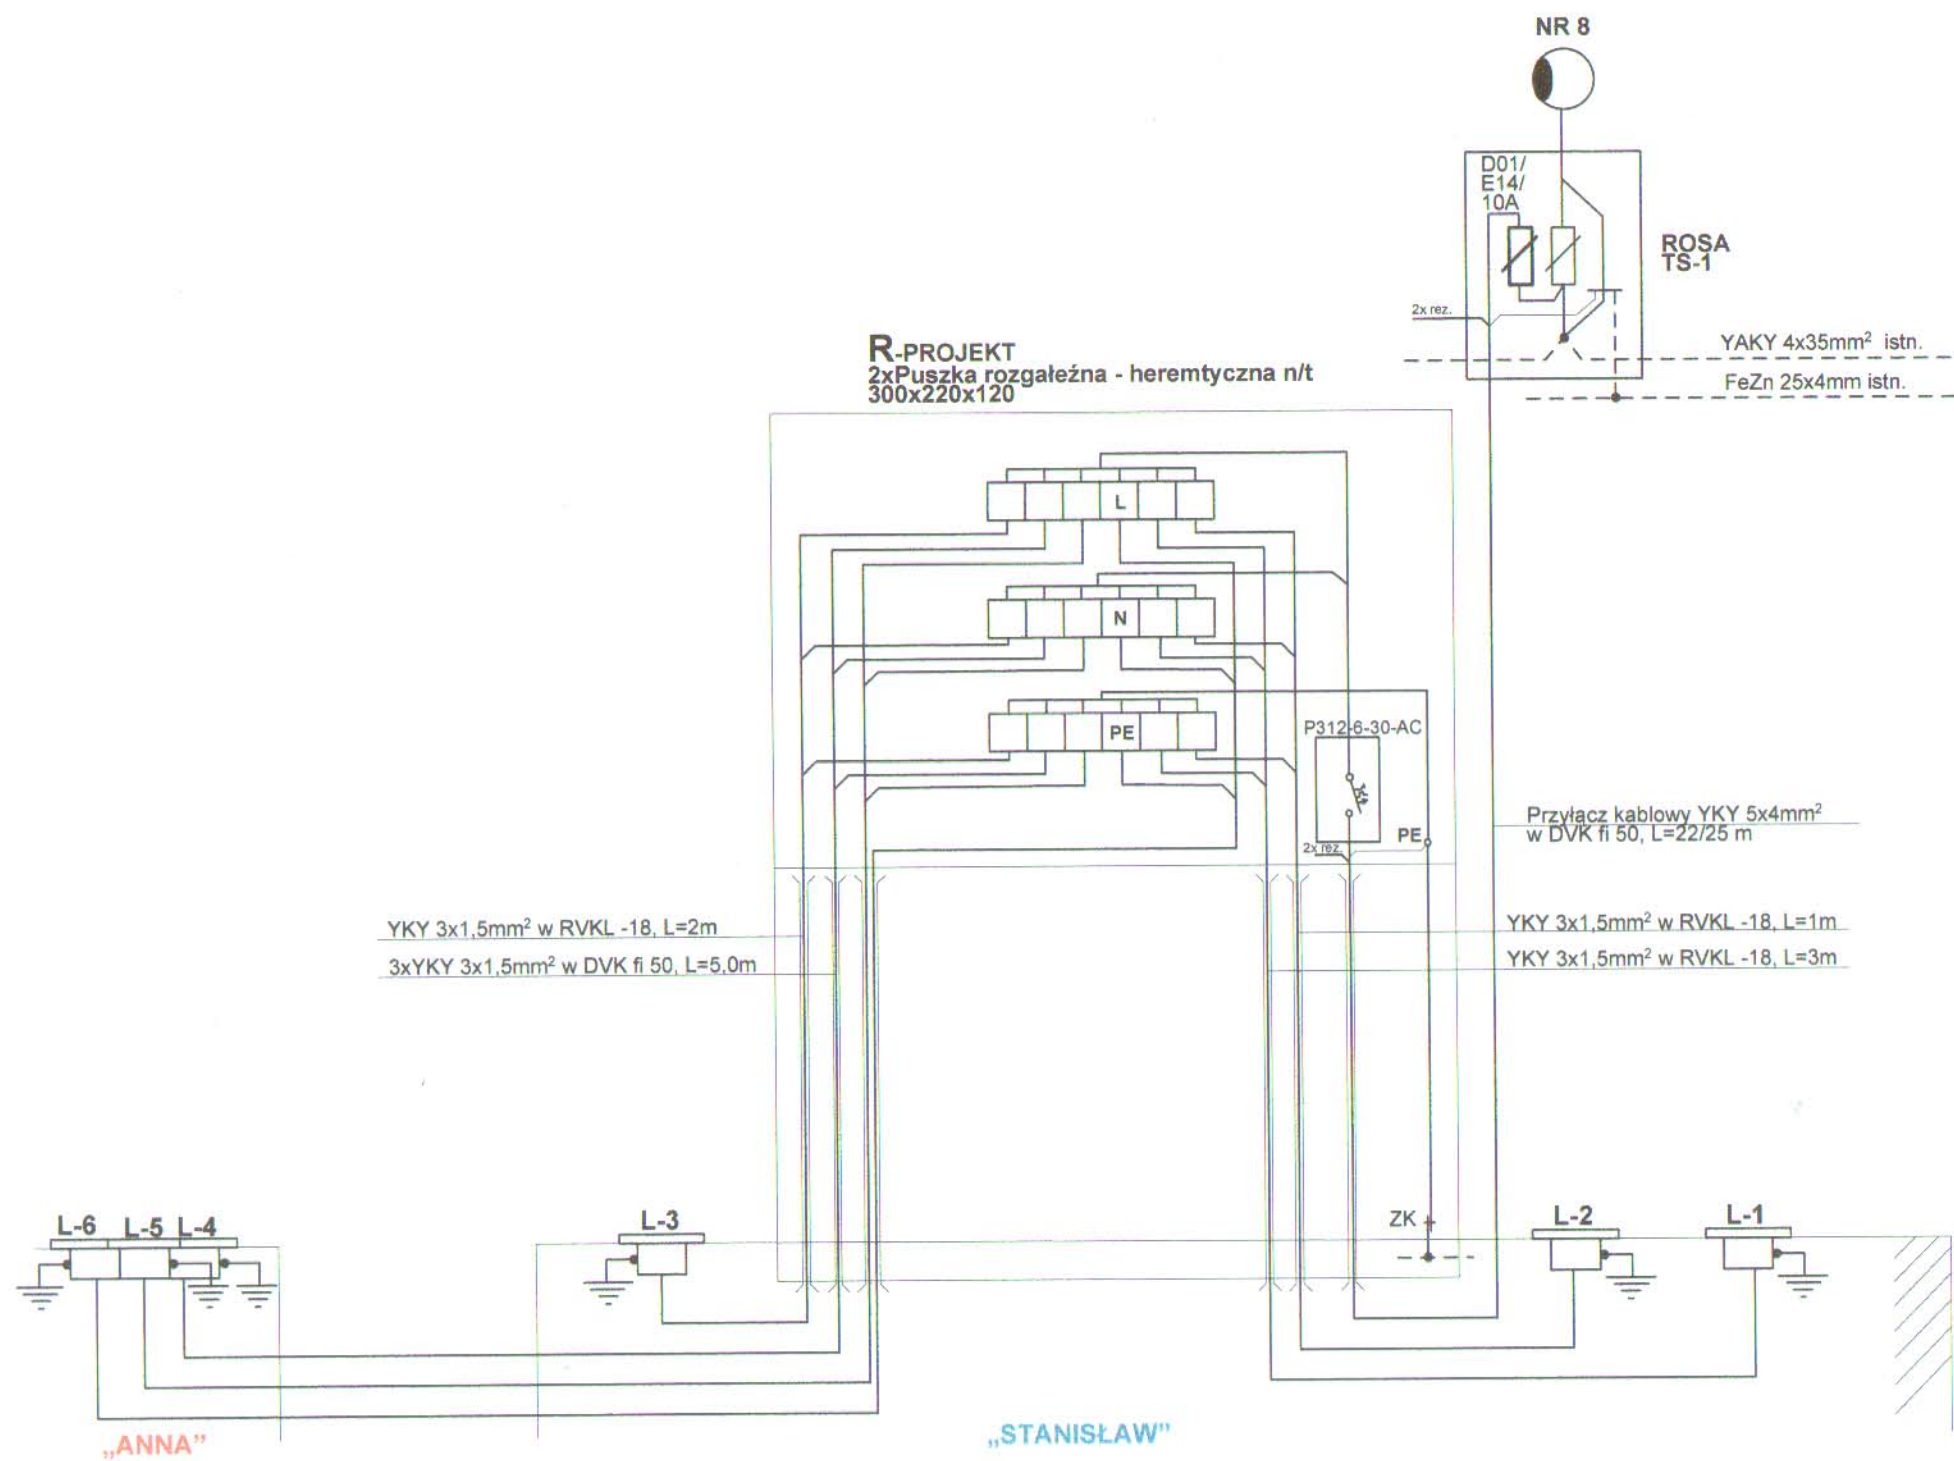 NR 8
D01/
E14/
10A
ROSA
TS-1
2x rez.
YAKY 4x35mm² istn.
FeZn 25x4mm istn.
R-PROJEKT
2xPuszka rozgałeźna - heremtyczna n/t
300x220x120
L
N
PE
P312-6-30-AC
PE
2x rez.
Przyłącz kablowy YKY 5x4mm²
w DVK fi 50, L=22/25 m
YKY 3x1,5mm² w RVKL -18, L=2m
3xYKY 3x1,5mm² w DVK fi 50, L=5,0m
YKY 3x1,5mm² w RVKL -18, L=1m
YKY 3x1,5mm² w RVKL -18, L=3m
L-6 L-5 L-4
L-3
ZK
L-2
L-1
„ANNA”
„STANISŁAW”